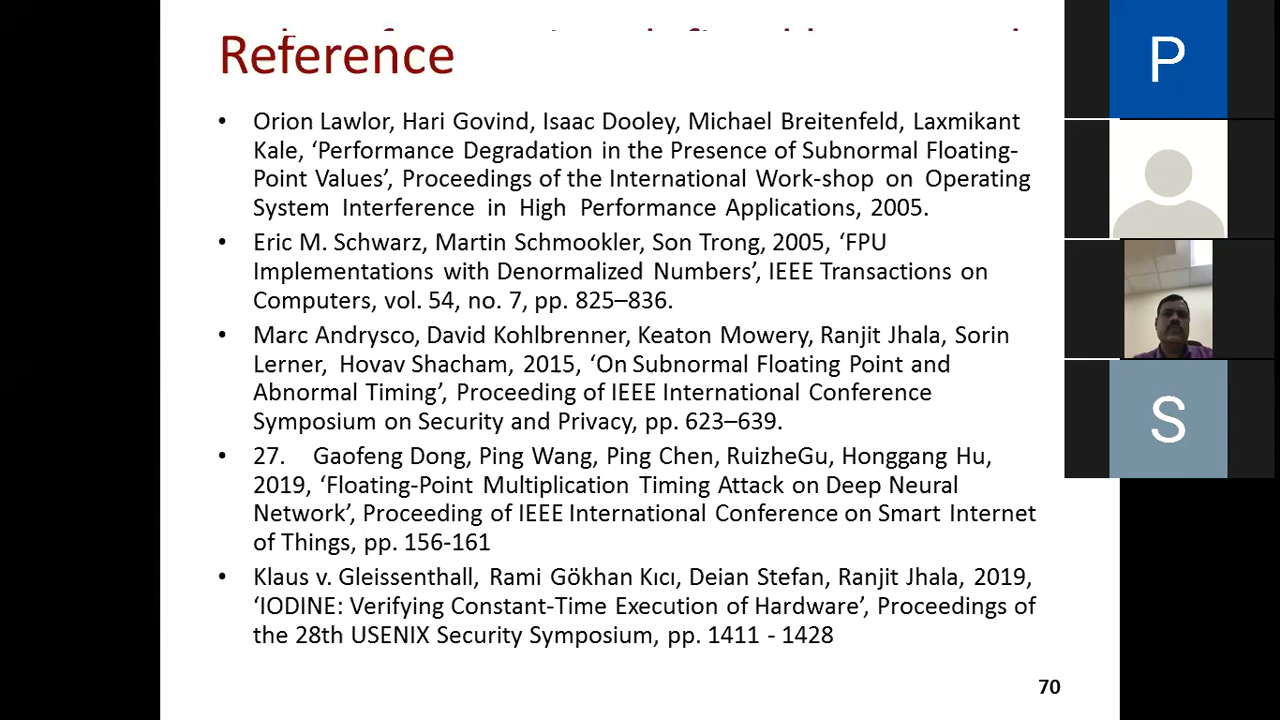 Reference
• Orion Lawlor, Hari Govind, Isaac Dooley, Michael Breitenfeld, Laxmikant
Kale, ‘Performance Degradation in the Presence of Subnormal Floating-
Point Values’, Proceedings of the International Work-shop on Operating
System Interference in High Performance Applications, 2005.
• Eric M. Schwarz, Martin Schmookler, Son Trong, 2005, ‘FPU
Implementations with Denormalized Numbers’, IEEE Transactions on
Computers, vol. 54, no. 7, pp. 825–836.
• Marc Andrysco, David Kohlbrenner, Keaton Mowery, Ranjit Jhala, Sorin
Lerner, Hovav Shacham, 2015, ‘On Subnormal Floating Point and
Abnormal Timing’, Proceeding of IEEE International Conference
Symposium on Security and Privacy, pp. 623–639.
• 27. Gaofeng Dong, Ping Wang, Ping Chen, RuizheGu, Honggang Hu,
2019, ‘Floating-Point Multiplication Timing Attack on Deep Neural
Network’, Proceeding of IEEE International Conference on Smart Internet
of Things, pp. 156-161
• Klaus v. Gleissenthall, Rami Gökhan Kıcı, Deian Stefan, Ranjit Jhala, 2019,
‘IODINE: Verifying Constant-Time Execution of Hardware’, Proceedings of
the 28th USENIX Security Symposium, pp. 1411 - 1428
70
P
S